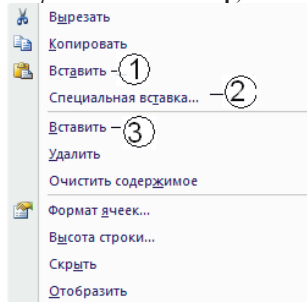 Вырезать
Копировать
Вставить - 1
Специальная вставка... - 2
Вставить - 3
Удалить
Очистить содержимое
Формат ячеек...
Высота строки...
Скрыть
Отобразить